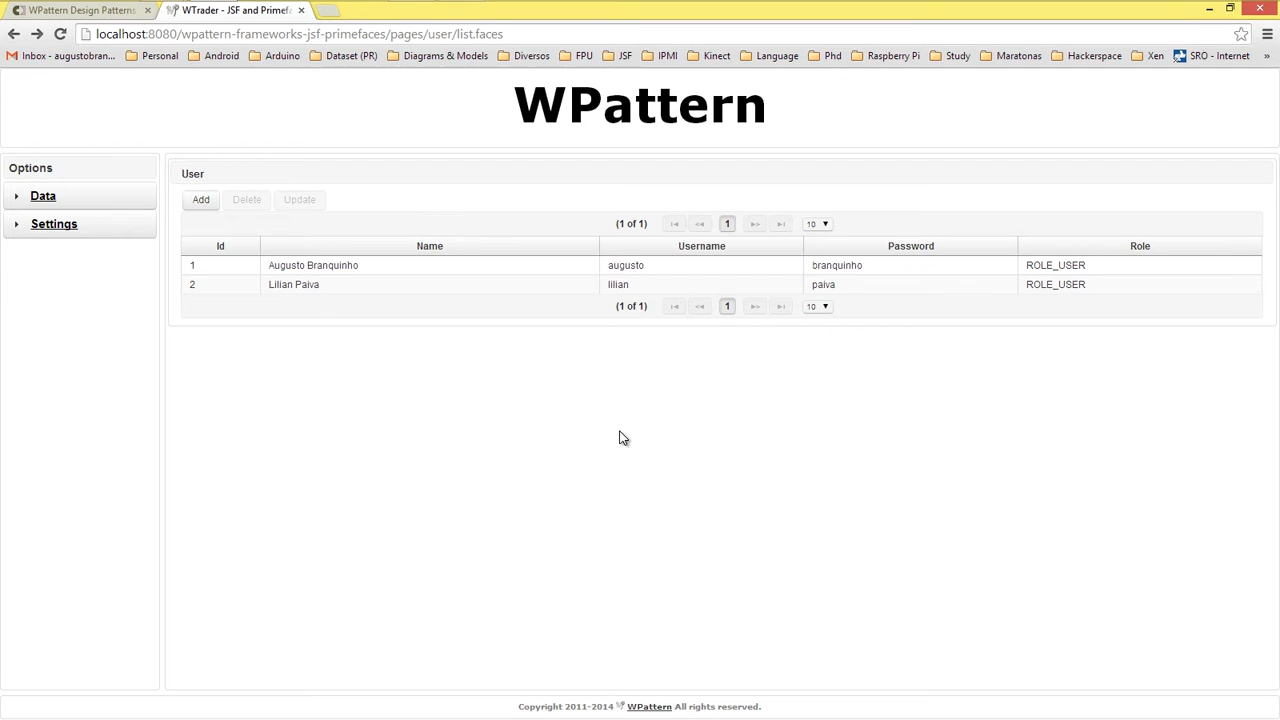 WPattern Design Patterns
WTrader - JSF and Primef
localhost:8080/wpattern-frameworks-jsf-primefaces/pages/user/list.faces
Inbox - augustobran... Personal Android Arduino Dataset (PR) Diagrams & Models Diversos FPU JSF IPMI Kinect Language Phd Raspberry Pi Study Maratonas Hackerspace Xen SRO - Internet »
WPattern
Options
Data
Settings
User
Add Delete Update
(1 of 1) 1 10
Id Name Username Password Role
1 Augusto Branquinho augusto branquinho ROLE_USER
2 Lilian Paiva lilian paiva ROLE_USER
(1 of 1) 1 10
Copyright 2011-2014 WPattern All rights reserved.